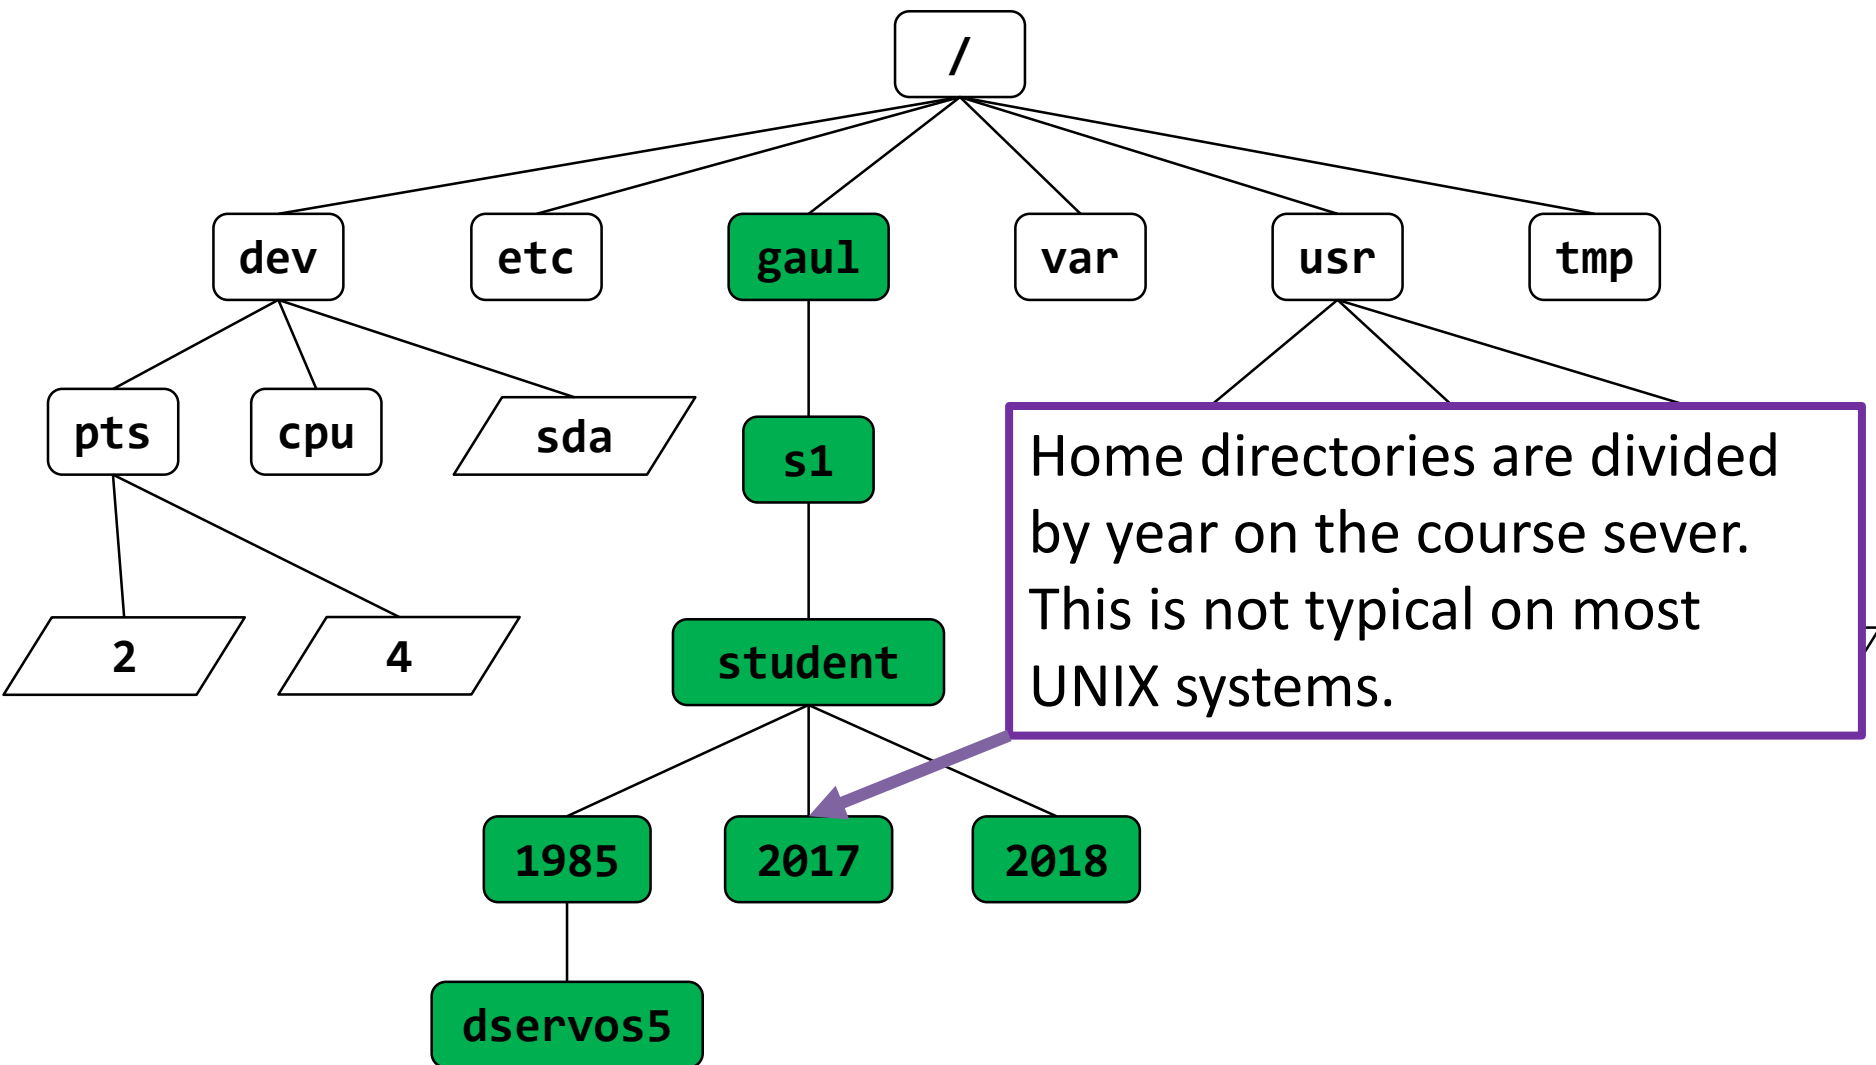 /
dev
etc
gaul
var
usr
tmp
pts
cpu
sda
s1
Home directories are divided
by year on the course sever.
This is not typical on most
UNIX systems.
2
4
student
1985
2017
2018
dservos5